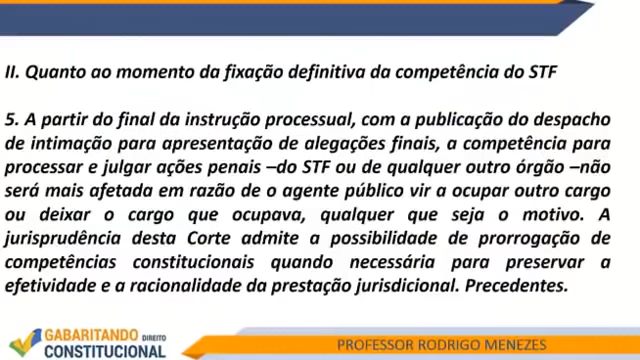 II. Quanto ao momento da fixação definitiva da competência do STF
5. A partir do final da instrução processual, com a publicação do despacho
de intimação para apresentação de alegações finais, a competência para
processar e julgar ações penais –do STF ou de qualquer outro órgão –não
será mais afetada em razão de o agente público vir a ocupar outro cargo
ou deixar o cargo que ocupava, qualquer que seja o motivo. A
jurisprudência desta Corte admite a possibilidade de prorrogação de
competências constitucionais quando necessária para preservar a
efetividade e a racionalidade da prestação jurisdicional. Precedentes.
GABARITANDO DIREITO
CONSTITUCIONAL
PROFESSOR RODRIGO MENEZES